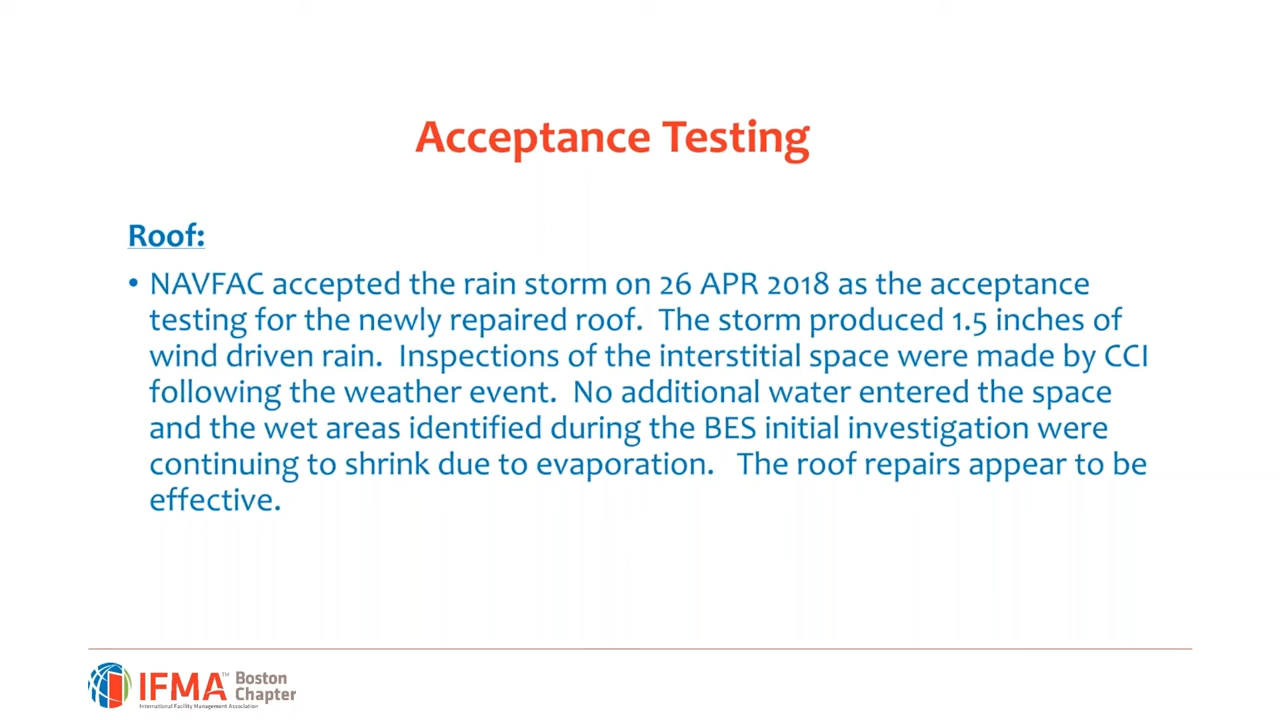 Acceptance Testing
Roof:
• NAVFAC accepted the rain storm on 26 APR 2018 as the acceptance
testing for the newly repaired roof.  The storm produced 1.5 inches of
wind driven rain.  Inspections of the interstitial space were made by CCI
following the weather event.  No additional water entered the space
and the wet areas identified during the BES initial investigation were
continuing to shrink due to evaporation.   The roof repairs appear to be
effective.
IFMA™ Boston
Chapter
International Facility Management Association